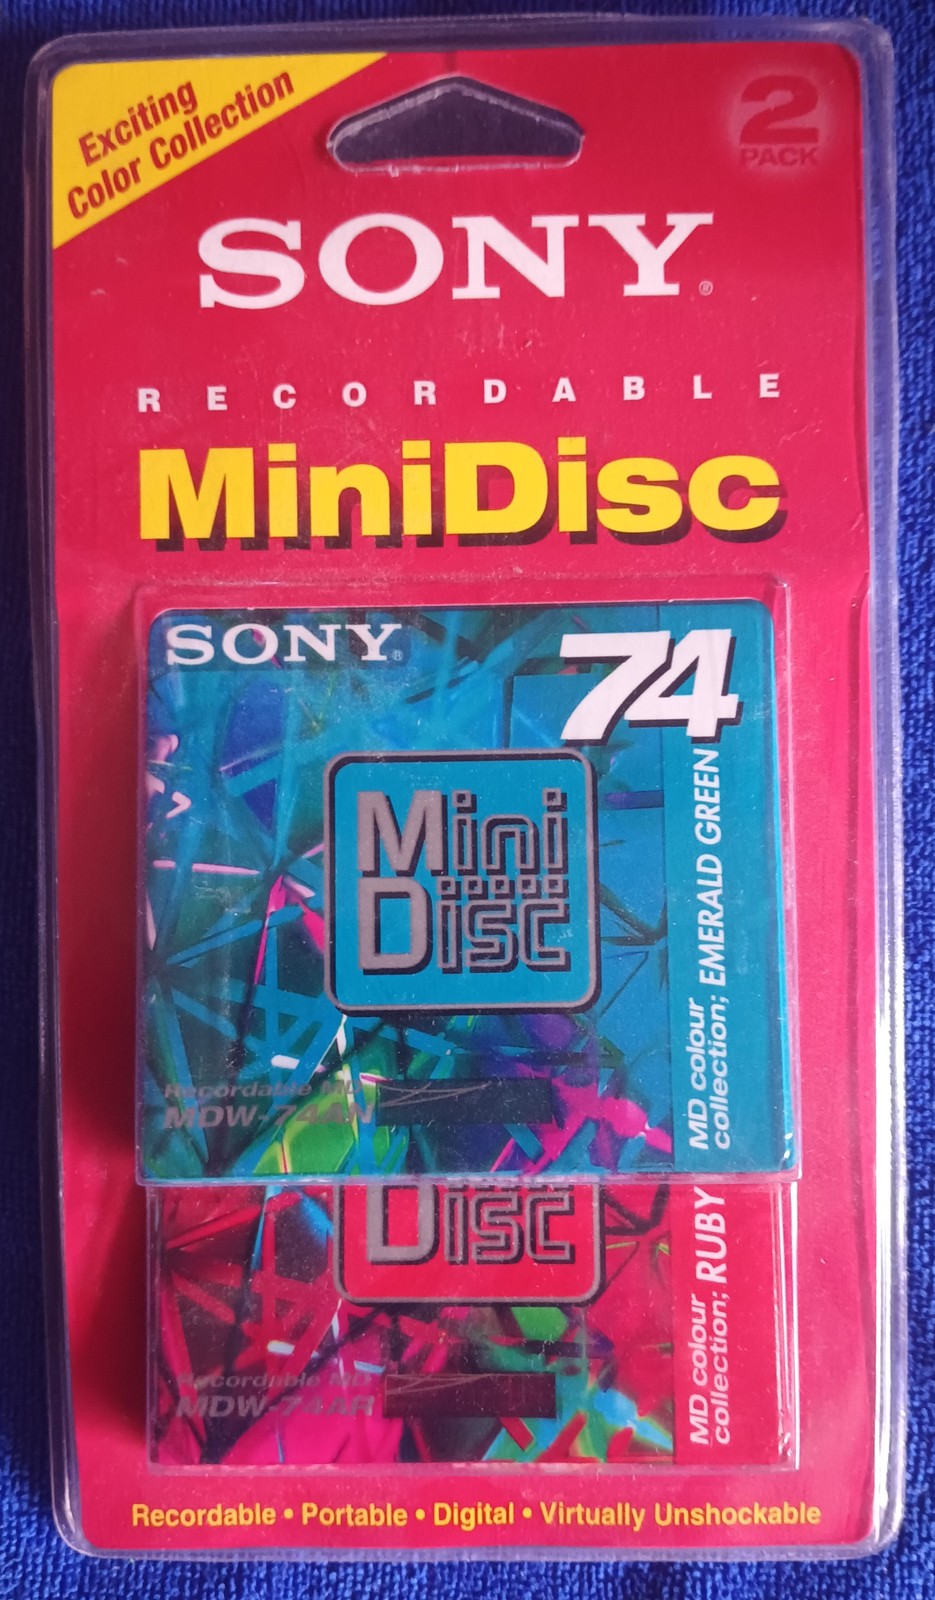 Exciting
Color Collection
2
PACK
SONY®
RECORDABLE
MiniDisc
SONY®
74
Mini
Disc
MD colour
collection; EMERALD GREEN
Recordable MD
MDW-74AN
Disc
MD colour
collection; RUBY
Recordable MD
MDW-74AR
Recordable • Portable • Digital • Virtually Unshockable